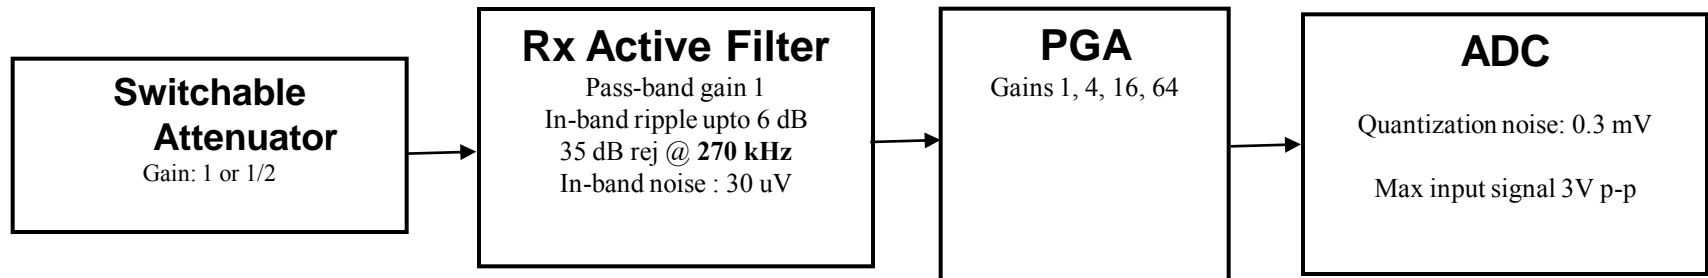 Switchable
Attenuator
Gain: 1 or 1/2
Rx Active Filter
Pass-band gain 1
In-band ripple upto 6 dB
35 dB rej @ 270 kHz
In-band noise : 30 uV
PGA
Gains 1, 4, 16, 64
ADC
Quantization noise: 0.3 mV
Max input signal 3V p-p